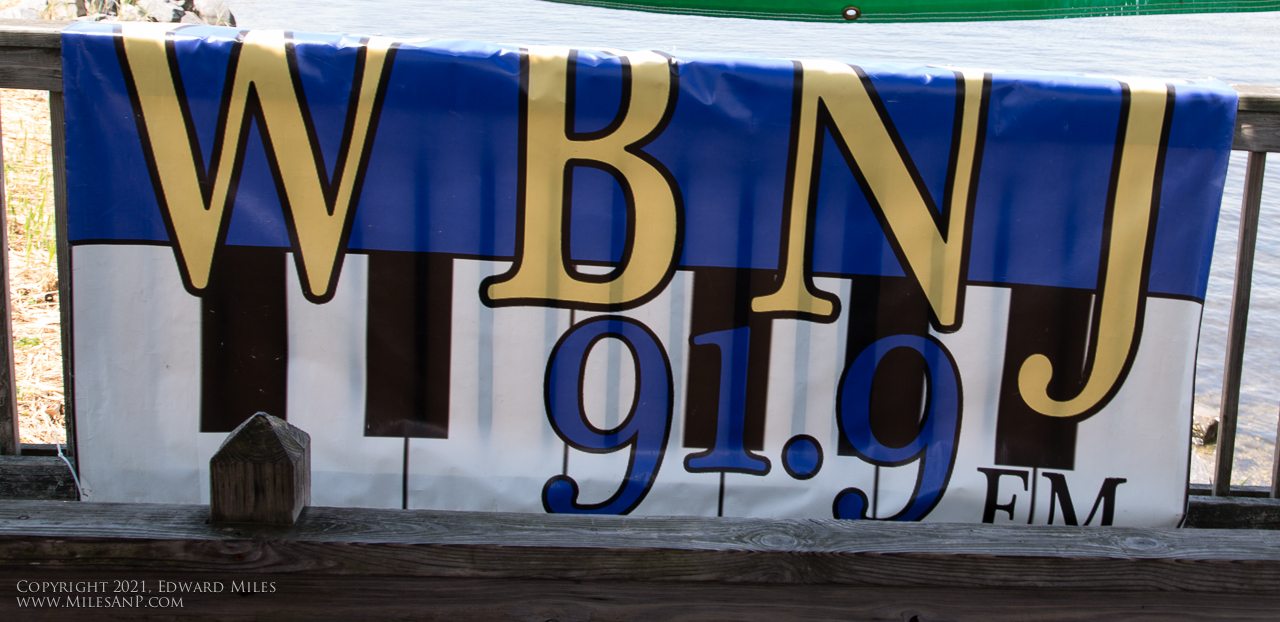 WBNJ
91.9
FM
Copyright 2021, Edward Miles
www.MilesAnP.com